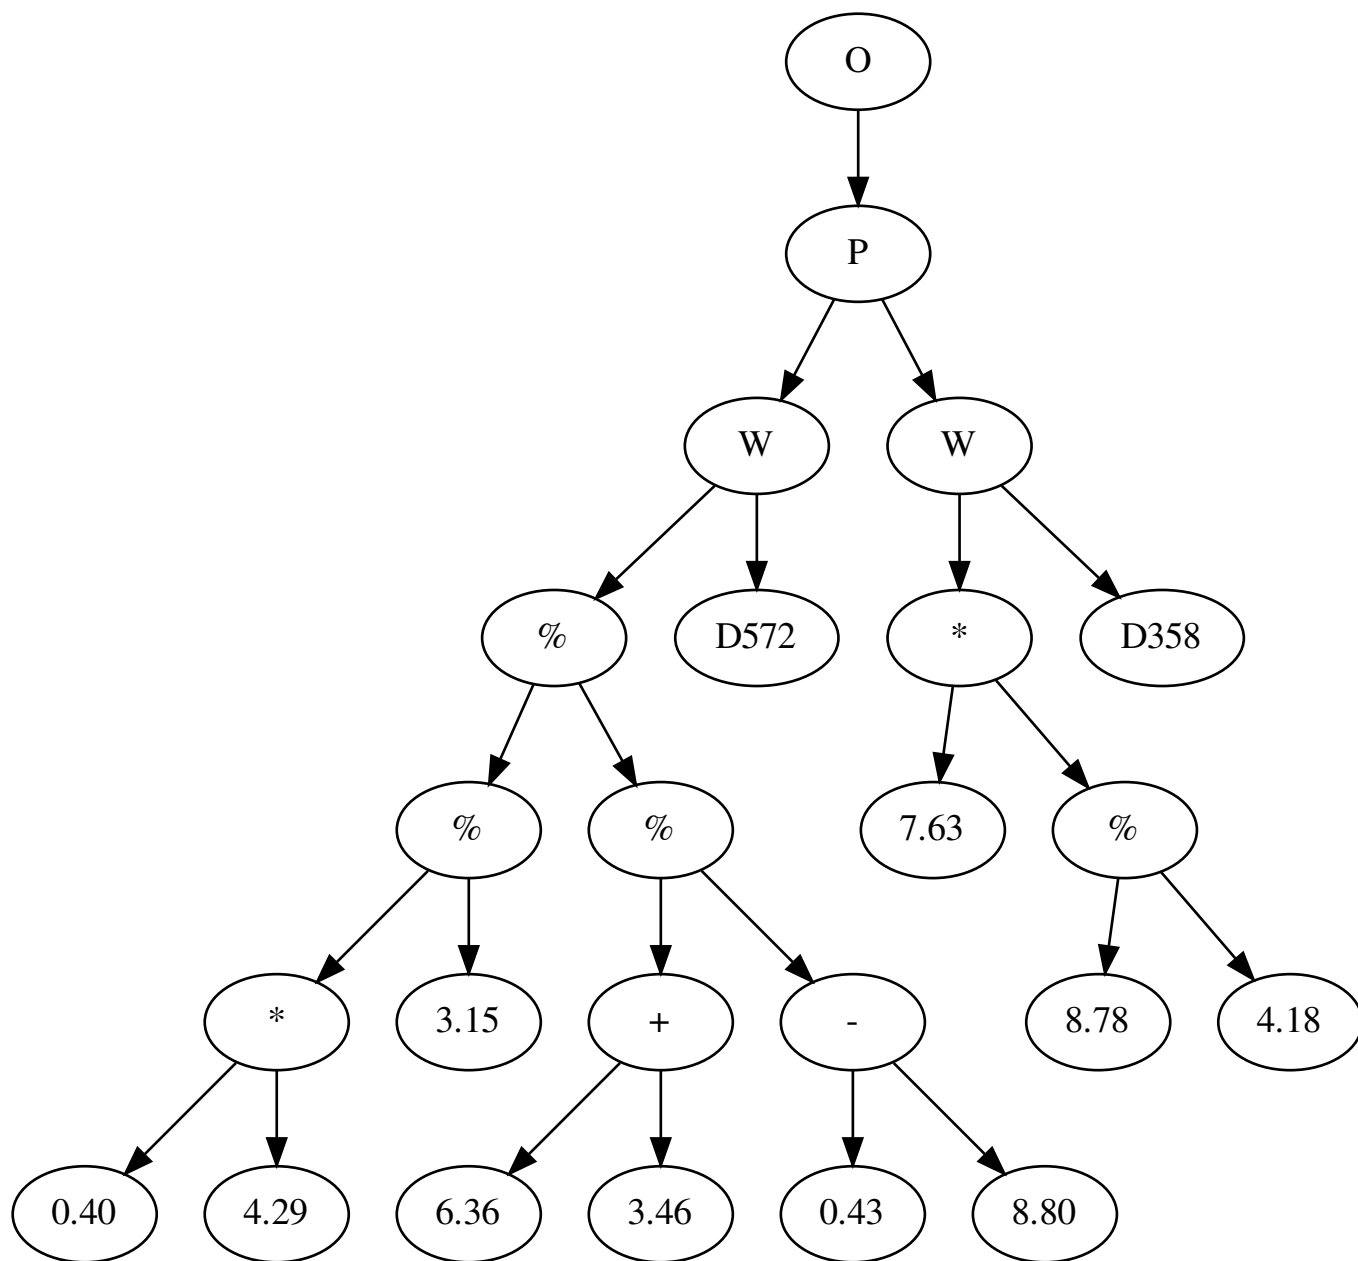 O
P
W W
% D572 * D358
% % 7.63 %
* 3.15 + - 8.78 4.18
0.40 4.29 6.36 3.46 0.43 8.80